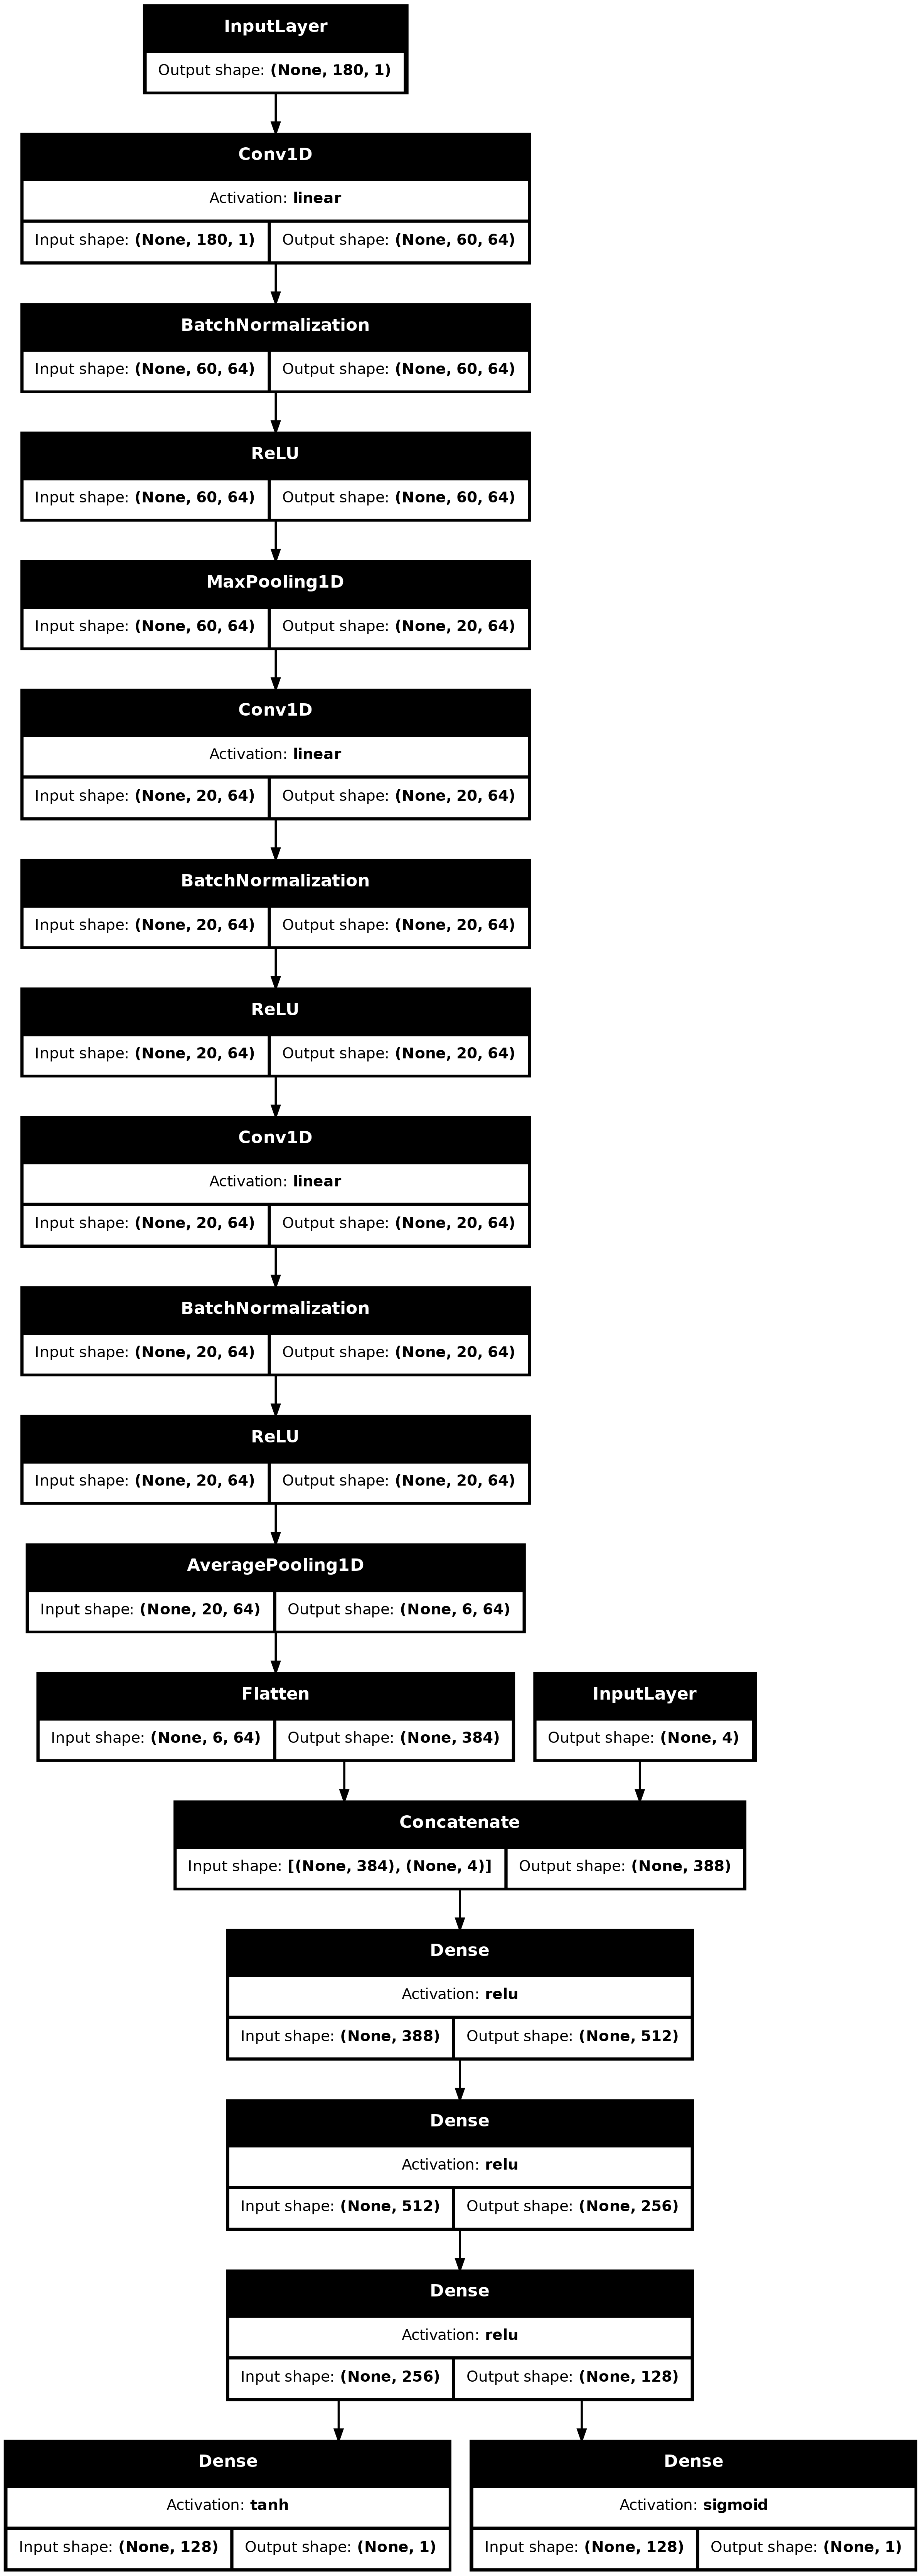 InputLayer
Output shape: (None, 180, 1)
Conv1D
Activation: linear
Input shape: (None, 180, 1) Output shape: (None, 60, 64)
BatchNormalization
Input shape: (None, 60, 64) Output shape: (None, 60, 64)
ReLU
Input shape: (None, 60, 64) Output shape: (None, 60, 64)
MaxPooling1D
Input shape: (None, 60, 64) Output shape: (None, 20, 64)
Conv1D
Activation: linear
Input shape: (None, 20, 64) Output shape: (None, 20, 64)
BatchNormalization
Input shape: (None, 20, 64) Output shape: (None, 20, 64)
ReLU
Input shape: (None, 20, 64) Output shape: (None, 20, 64)
Conv1D
Activation: linear
Input shape: (None, 20, 64) Output shape: (None, 20, 64)
BatchNormalization
Input shape: (None, 20, 64) Output shape: (None, 20, 64)
ReLU
Input shape: (None, 20, 64) Output shape: (None, 20, 64)
AveragePooling1D
Input shape: (None, 20, 64) Output shape: (None, 6, 64)
Flatten
Input shape: (None, 6, 64) Output shape: (None, 384)
InputLayer
Output shape: (None, 4)
Concatenate
Input shape: [(None, 384), (None, 4)] Output shape: (None, 388)
Dense
Activation: relu
Input shape: (None, 388) Output shape: (None, 512)
Dense
Activation: relu
Input shape: (None, 512) Output shape: (None, 256)
Dense
Activation: relu
Input shape: (None, 256) Output shape: (None, 128)
Dense
Activation: tanh
Input shape: (None, 128) Output shape: (None, 1)
Dense
Activation: sigmoid
Input shape: (None, 128) Output shape: (None, 1)